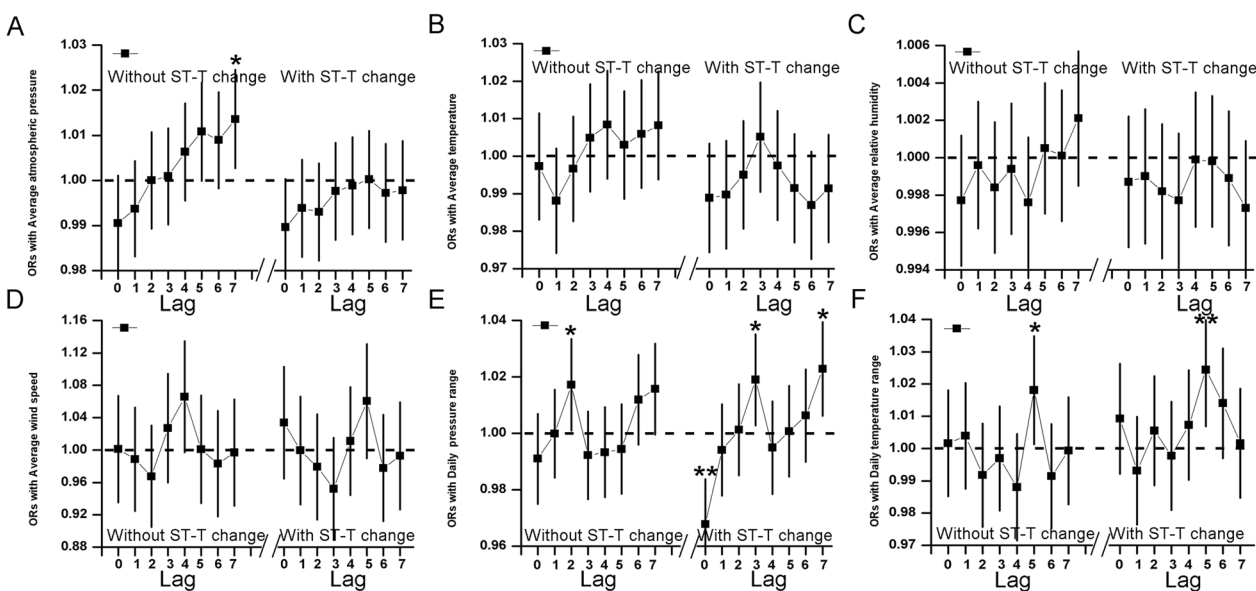 A
ORs with Average atmospheric pressure
1.03
1.02
1.01
1.00
0.99
0.98
*
Without ST-T change
With ST-T change
0 1 2 3 4 5 6 7 0 1 2 3 4 5 6 7
Lag
B
ORs with Average temperature
1.03
1.02
1.01
1.00
0.99
0.98
0.97
Without ST-T change
With ST-T change
0 1 2 3 4 5 6 7 0 1 2 3 4 5 6 7
Lag
Lag
C
ORs with Average relative humidity
1.006
1.004
1.002
1.000
0.998
0.996
0.994
Without ST-T change
With ST-T change
0 1 2 3 4 5 6 7 0 1 2 3 4 5 6 7
Lag
Lag
D
ORs with Average wind speed
1.16
1.12
1.08
1.04
1.00
0.96
0.92
0.88
Without ST-T change
With ST-T change
0 1 2 3 4 5 6 7 0 1 2 3 4 5 6 7
Lag
Lag
E
ORs with Daily pressure range
1.04
1.02
1.00
0.98
0.96
*
**
*
*
Without ST-T change
With ST-T change
0 1 2 3 4 5 6 7 0 1 2 3 4 5 6 7
Lag
Lag
F
ORs with Daily temperature range
1.04
1.03
1.02
1.01
1.00
0.99
0.98
0.97
*
**
Without ST-T change
With ST-T change
0 1 2 3 4 5 6 7 0 1 2 3 4 5 6 7
Lag
Lag